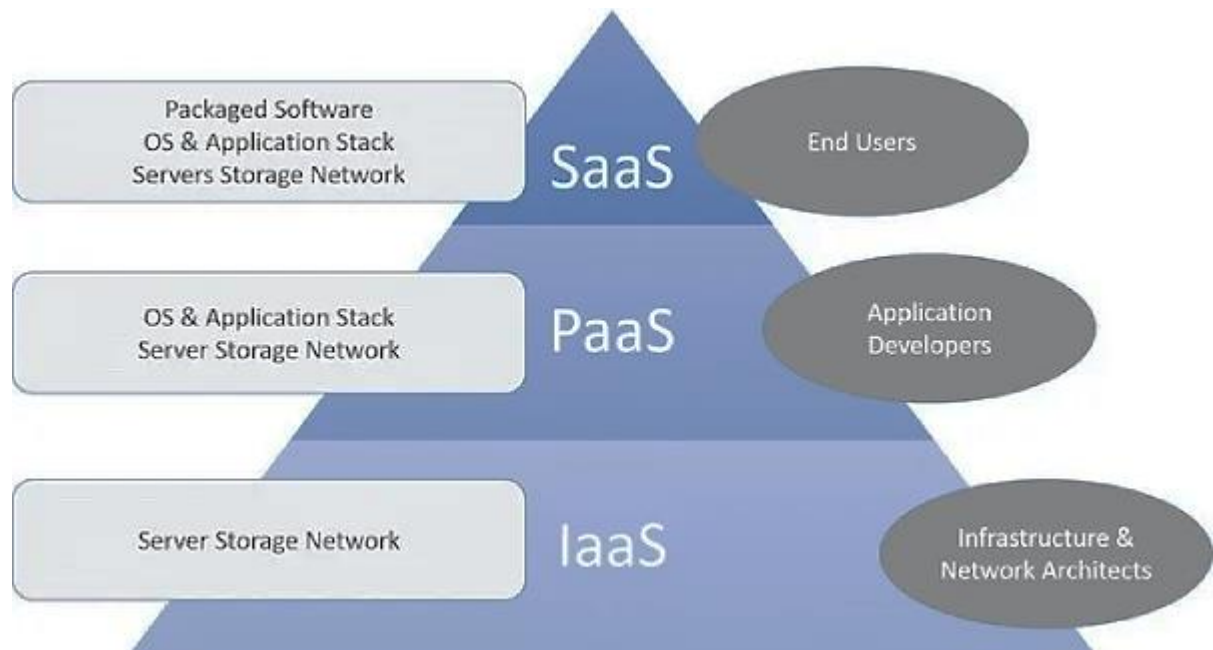 Packaged Software
OS & Application Stack
Servers Storage Network
SaaS
End Users
OS & Application Stack
Server Storage Network
PaaS
Application
Developers
Server Storage Network
IaaS
Infrastructure &
Network Architects